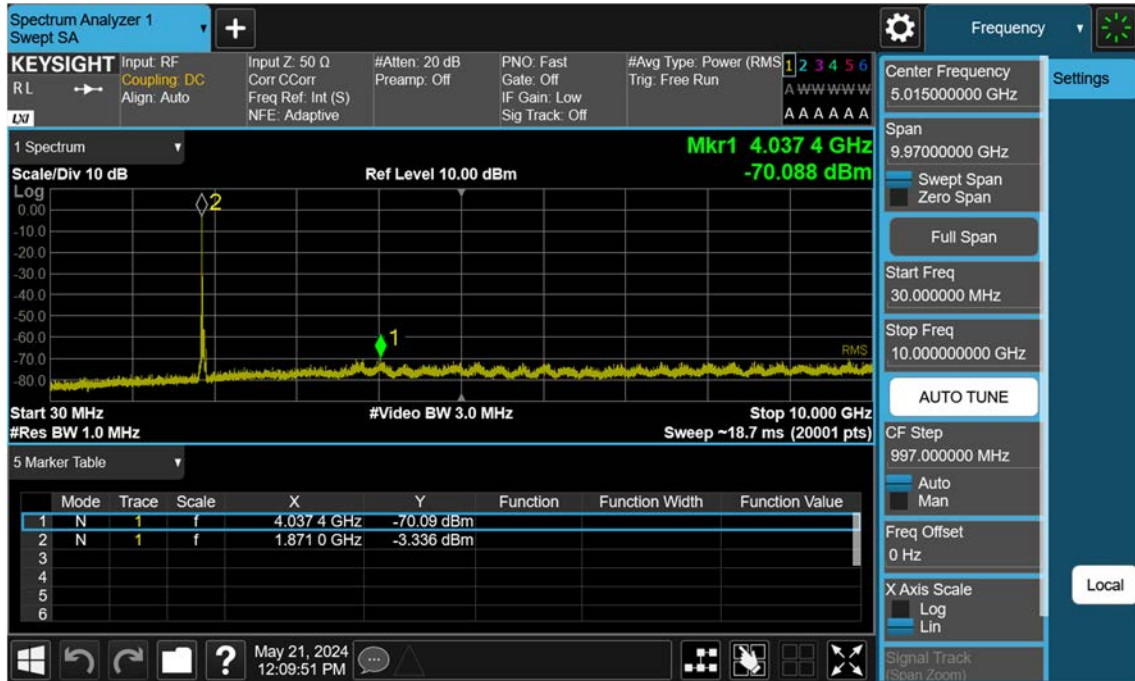 Spectrum Analyzer 1
Swept SA
Frequency
KEYSIGHT
RL
LXI
Input: RF
Coupling: DC
Align: Auto
Input Z: 50 Ω
Corr CCorr
Freq Ref: Int (S)
NFE: Adaptive
#Atten: 20 dB
Preamp: Off
PNO: Fast
Gate: Off
IF Gain: Low
Sig Track: Off
#Avg Type: Power (RMS
Trig: Free Run
1 2 3 4 5 6
A W W W W W
A A A A A A
1 Spectrum
Mkr1 4.037 4 GHz
-70.088 dBm
Scale/Div 10 dB
Ref Level 10.00 dBm
Log
0.00
-10.0
-20.0
-30.0
-40.0
-50.0
-60.0
-70.0
-80.0
2
1
RMS
Start 30 MHz
#Video BW 3.0 MHz
Stop 10.000 GHz
#Res BW 1.0 MHz
Sweep ~18.7 ms (20001 pts)
5 Marker Table
Mode Trace Scale X Y Function Function Width Function Value
1 N 1 f 4.037 4 GHz -70.09 dBm
2 N 1 f 1.871 0 GHz -3.336 dBm
3
4
5
6
May 21, 2024
12:09:51 PM
Center Frequency
5.015000000 GHz
Span
9.97000000 GHz
Swept Span
Zero Span
Full Span
Start Freq
30.000000 MHz
Stop Freq
10.000000000 GHz
AUTO TUNE
CF Step
997.000000 MHz
Auto
Man
Freq Offset
0 Hz
X Axis Scale
Log
Lin
Signal Track
(Span Zoom)
Settings
Local